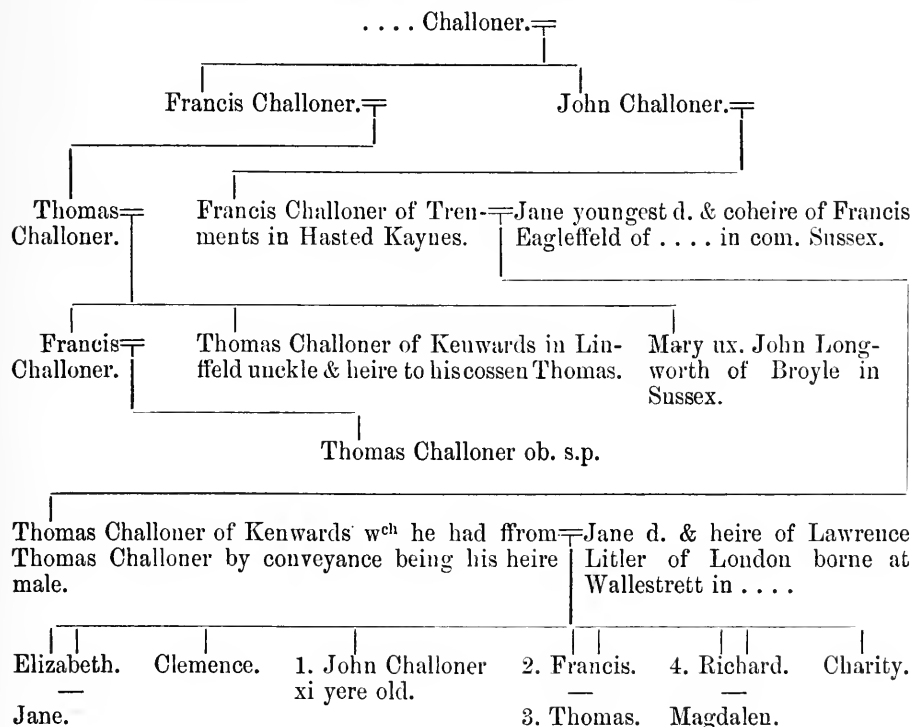 . . . . Challoner.
Francis Challoner. John Challoner.
Thomas Challoner.
Francis Challoner of Tren-
ments in Hasted Kaynes.
Jane youngest d. & coheire of Francis
Eagleffeld of . . . . in com. Sussex.
Francis Challoner.
Thomas Challoner of Kenwards in Lin-
ffeld unckle & heire to his cossen Thomas.
Mary ux. John Long-
worth of Broyle in
Sussex.
Thomas Challoner ob. s.p.
Thomas Challoner of Kenwards wch he had ffrom
Thomas Challoner by conveyance being his heire
male.
Jane d. & heire of Lawrence
Litler of London borne at
Wallestrett in . . . .
Elizabeth. Clemence. 1. John Challoner 2. Francis. 4. Richard. Charity.
xi yere old.
Jane. 3. Thomas. Magdalen.